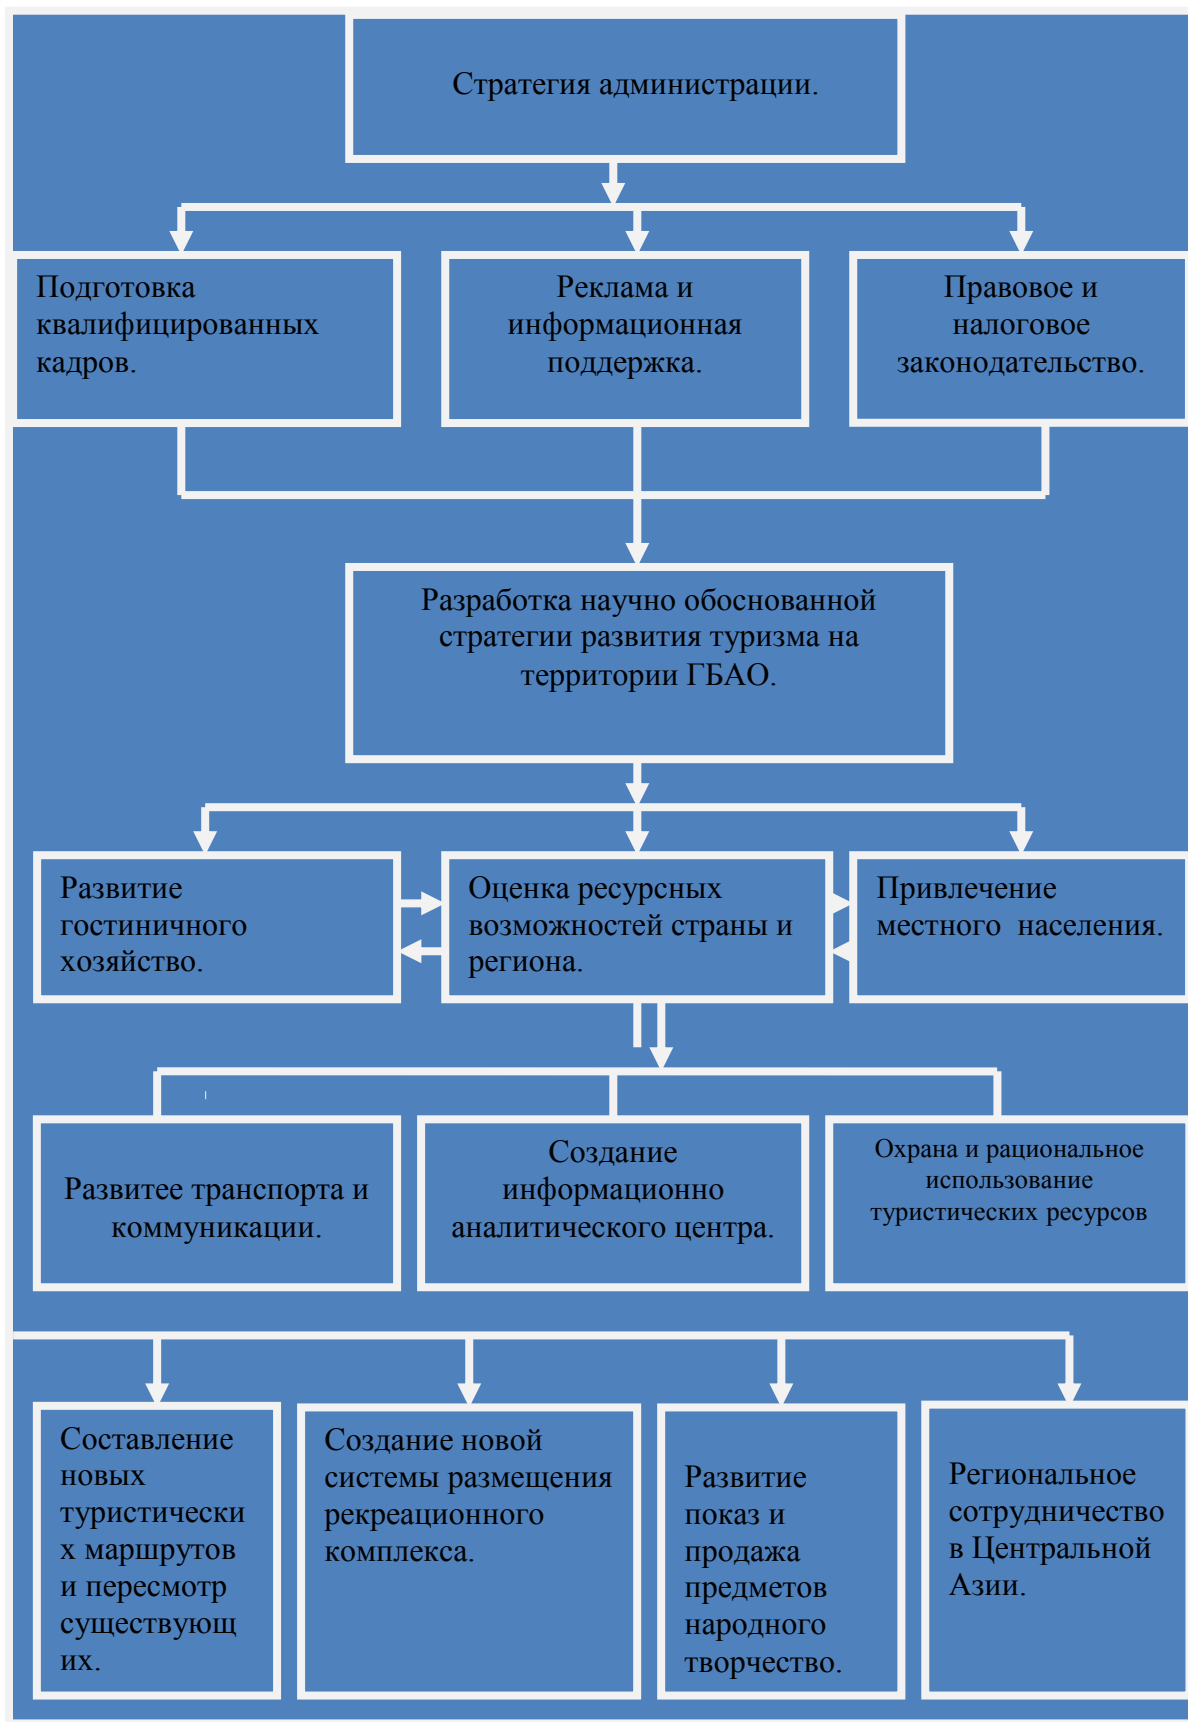 Стратегия администрации.
Подготовка
квалифицированных
кадров.
Реклама и
информационная
поддержка.
Правовое и
налоговое
законодательство.
Разработка научно обоснованной
стратегии развития туризма на
территории ГБАО.
Развитие
гостиничного
хозяйство.
Оценка ресурсных
возможностей страны и
региона.
Привлечение
местного  населения.
Развитее транспорта и
коммуникации.
Создание
информационно
аналитического центра.
Охрана и рациональное
использование
туристических ресурсов
Составление
новых
туристически
х маршрутов
и пересмотр
существующ
их.
Создание новой
системы размещения
рекреационного
комплекса.
Развитие
показ и
продажа
предметов
народного
творчество.
Региональное
сотрудничество
в Центральной
Азии.